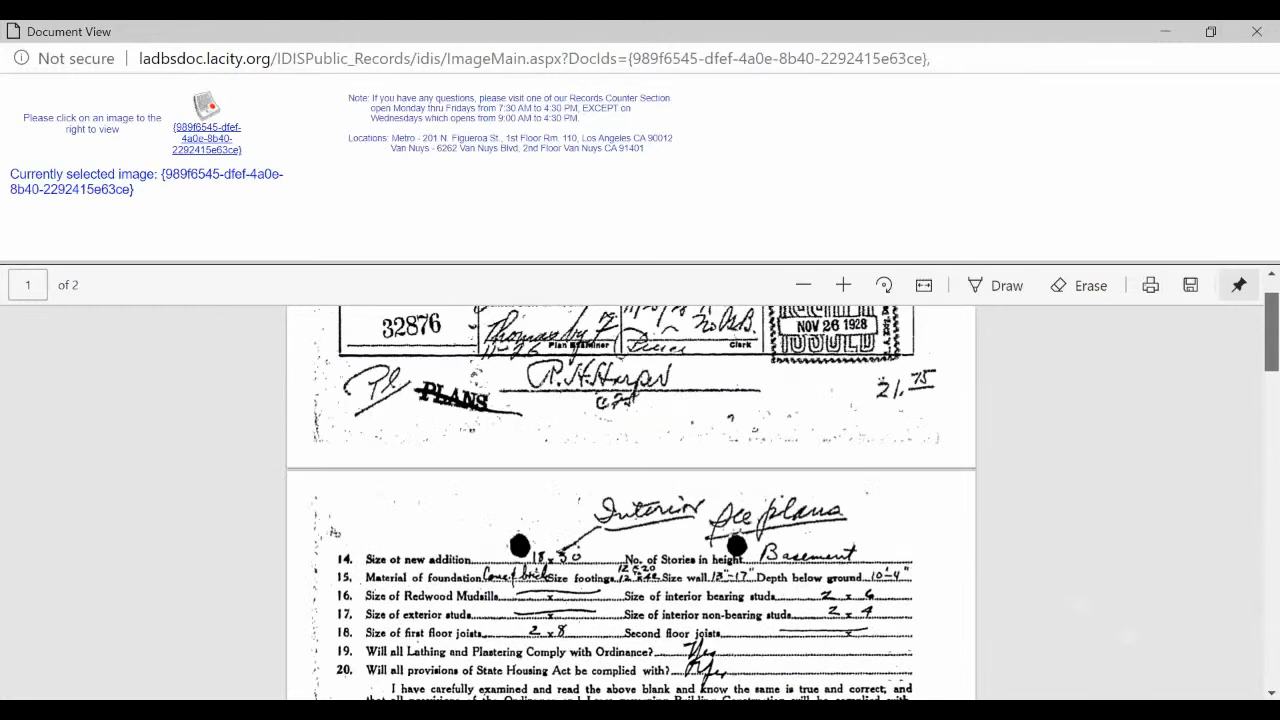 Document View
Not secure | ladbsdoc.lacity.org/IDISPublic_Records/idis/ImageMain.aspx?DocIds={989f6545-dfef-4a0e-8b40-2292415e63ce},
Please click on an image to the
right to view
{989f6545-dfef-
4a0e-8b40-
2292415e63ce}
Note: If you have any questions, please visit one of our Records Counter Section
open Monday thru Fridays from 7:30 AM to 4:30 PM, EXCEPT on
Wednesdays which opens from 9:00 AM to 4:30 PM.
Locations: Metro - 201 N. Figueroa St., 1st Floor Rm. 110, Los Angeles CA 90012
Van Nuys - 6262 Van Nuys Blvd, 2nd Floor Van Nuys CA 91401
Currently selected image: {989f6545-dfef-4a0e-
8b40-2292415e63ce}
1 of 2
Draw
Erase
32876
Plan Examiner
Clerk
NOV 26 1928
ISSUED
PLANS
R.H. Harper
21.75
Interior See plans
14. Size of new addition 18 x 30 No. of Stories in height Basement
15. Material of foundation Size footings Size wall 13"-17" Depth below ground 10'-4"
16. Size of Redwood Mudsills x Size of interior bearing studs 2 x 6
17. Size of exterior studs x Size of interior non-bearing studs 2 x 4
18. Size of first floor joists 2 x 8 Second floor joists x
19. Will all Lathing and Plastering Comply with Ordinance? Yes
20. Will all provisions of State Housing Act be complied with? Yes
I have carefully examined and read the above blank and know the same is true and correct, and